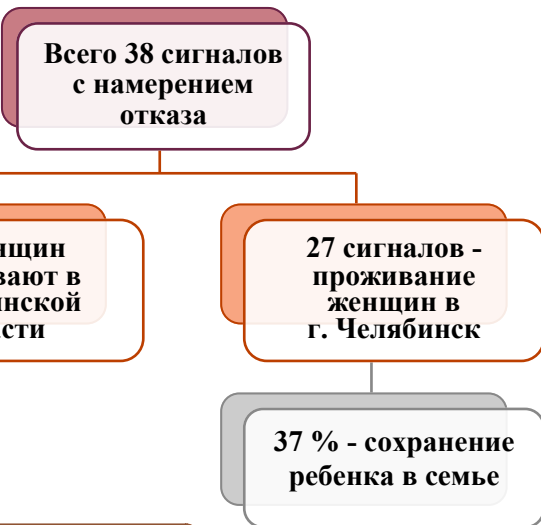 Всего 38 сигналов
с намерением
отказа
в
27 сигналов -
проживание
женщин в
г. Челябинск
37 % - сохранение
ребенка в семье